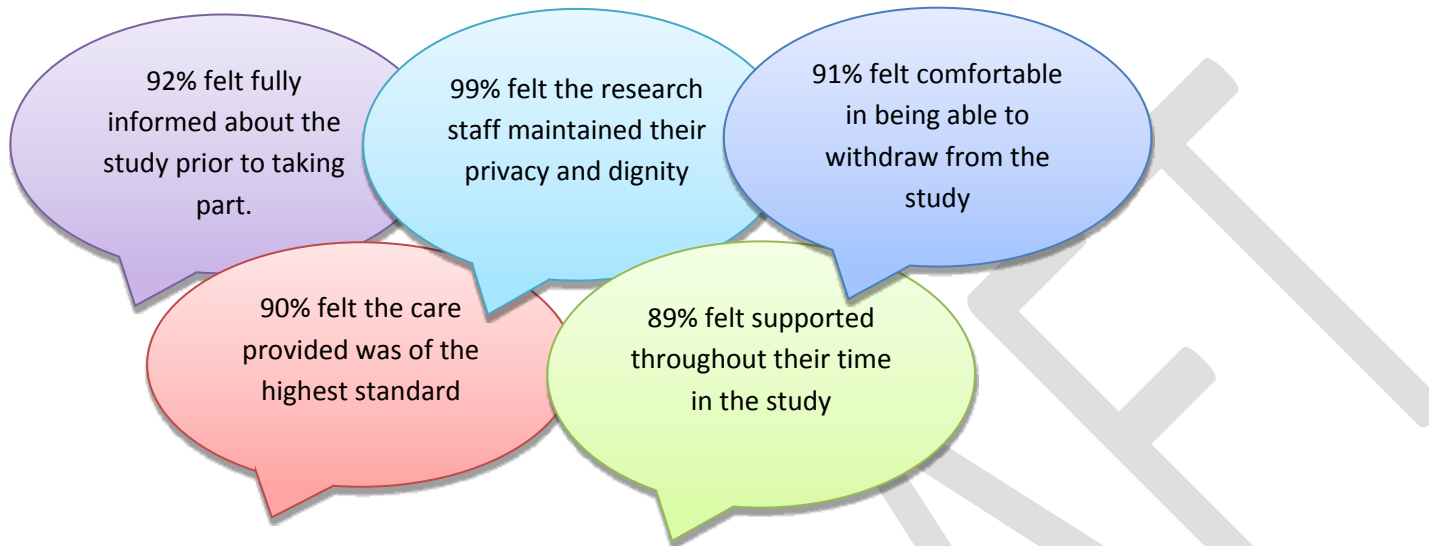 92% felt fully
informed about the
study prior to taking
part.
99% felt the research
staff maintained their
privacy and dignity
91% felt comfortable
in being able to
withdraw from the
study
90% felt the care
provided was of the
highest standard
89% felt supported
throughout their time
in the study